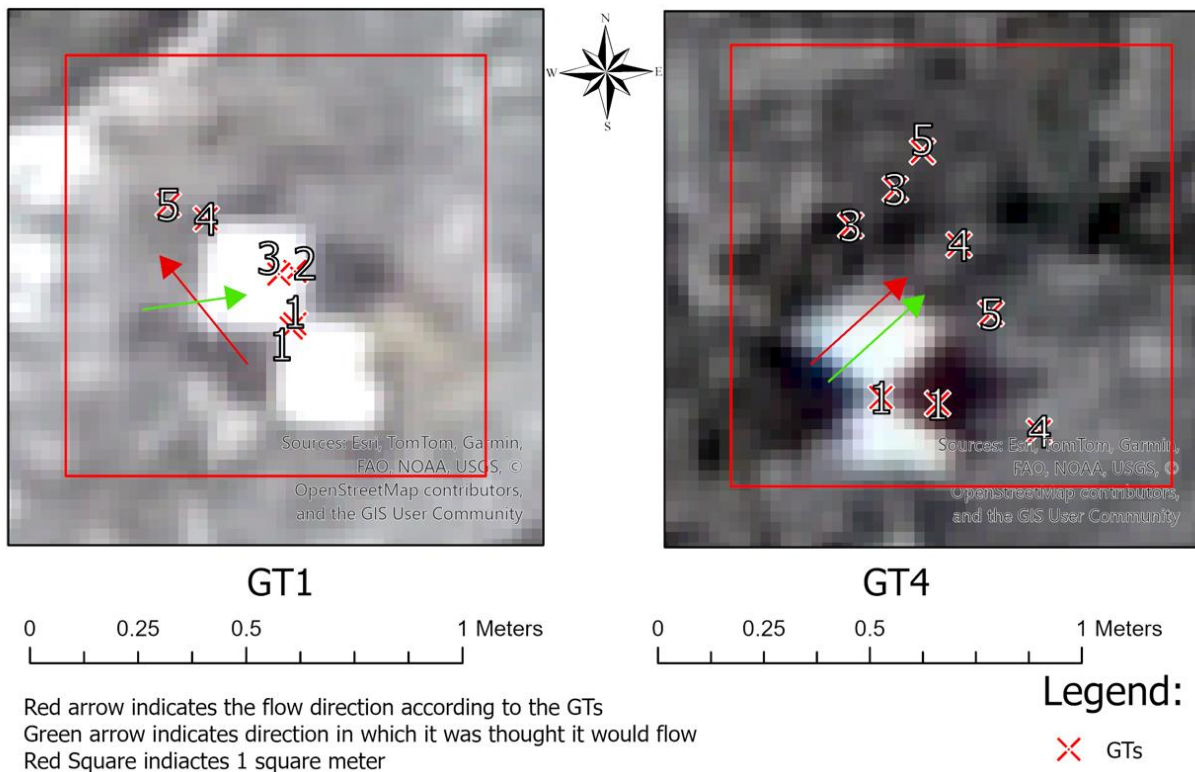 N
W E
S
5
4
3 2
1
1
Sources: Esri, TomTom, Garmin,
FAO, NOAA, USGS, ©
OpenStreetMap contributors,
and the GIS User Community
5
3
3
4
5
1 1
4
Sources: Esri, TomTom, Garmin,
FAO, NOAA, USGS, ©
OpenStreetMap contributors,
and the GIS User Community
GT1
GT4
0 0.25 0.5 1 Meters
0 0.25 0.5 1 Meters
Red arrow indicates the flow direction according to the GTs
Green arrow indicates direction in which it was thought it would flow
Red Square indiactes 1 square meter
Legend:
GTs